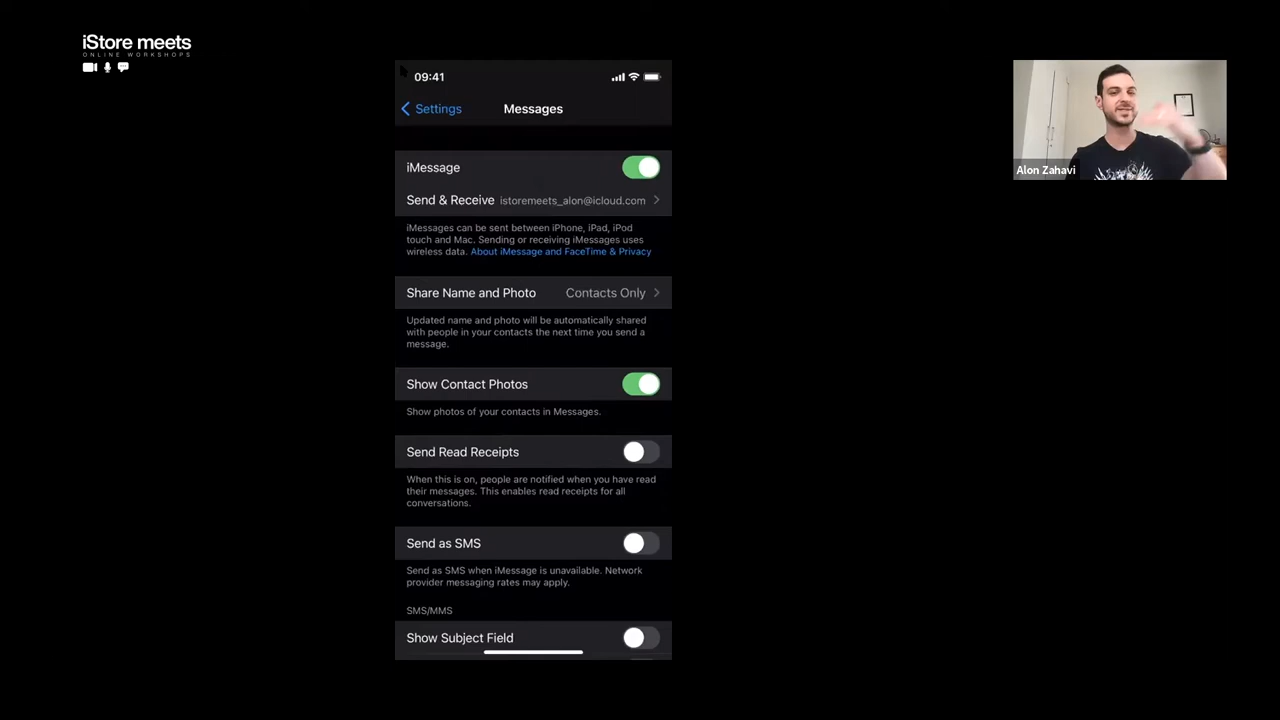 iStore meets
ONLINE WORKSHOPS
09:41
Settings
Messages
iMessage
Send & Receive istoremeets_alon@icloud.com
iMessages can be sent between iPhone, iPad, iPod
touch and Mac. Sending or receiving iMessages uses
wireless data. About iMessage and FaceTime & Privacy
Share Name and Photo Contacts Only
Updated name and photo will be automatically shared
with people in your contacts the next time you send a
message.
Show Contact Photos
Show photos of your contacts in Messages.
Send Read Receipts
When this is on, people are notified when you have read
their messages. This enables read receipts for all
conversations.
Send as SMS
Send as SMS when iMessage is unavailable. Network
provider messaging rates may apply.
SMS/MMS
Show Subject Field
Alon Zahavi